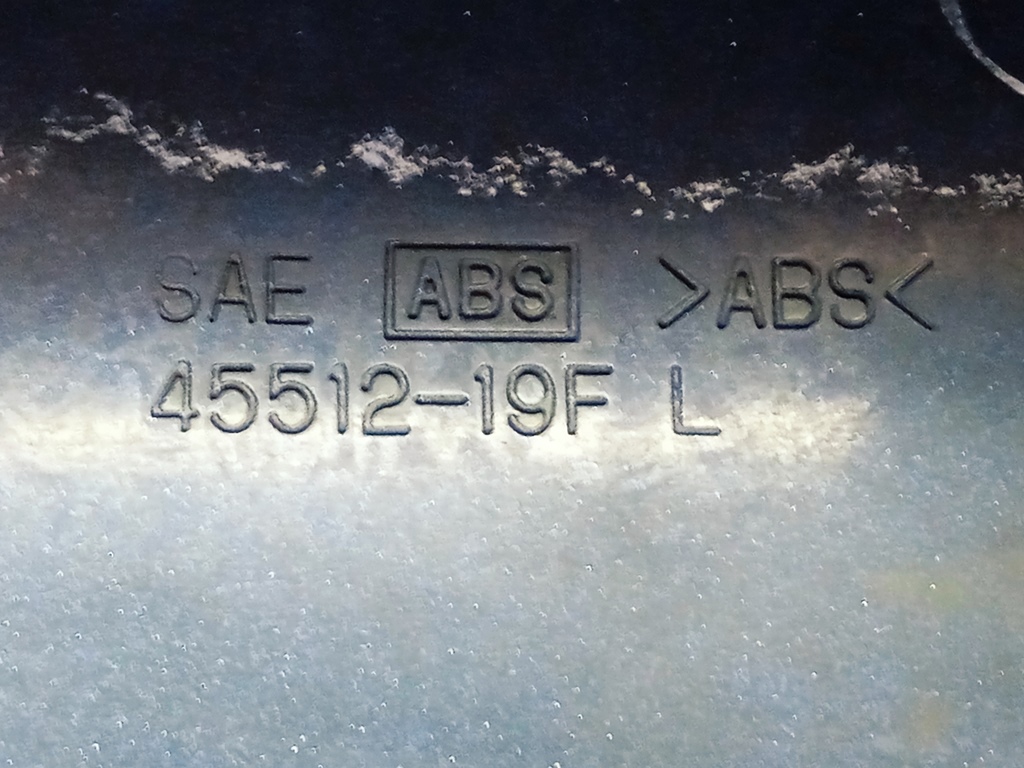 SAE ABS >ABS<
45512-19F L